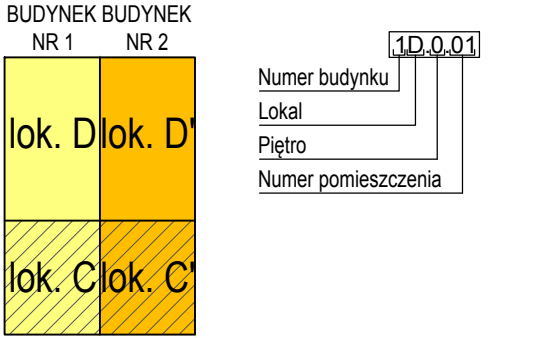 BUDYNEK BUDYNEK
NR 1 NR 2
lok. D lok. D'
lok. C lok. C'
1D.0.01
Numer budynku
Lokal
Piętro
Numer pomieszczenia